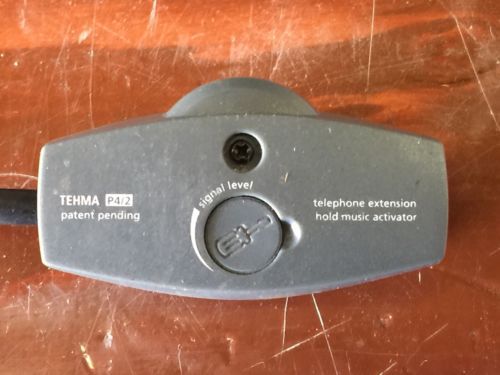 signal level
TEHMA P4/2
patent pending
telephone extension
hold music activator